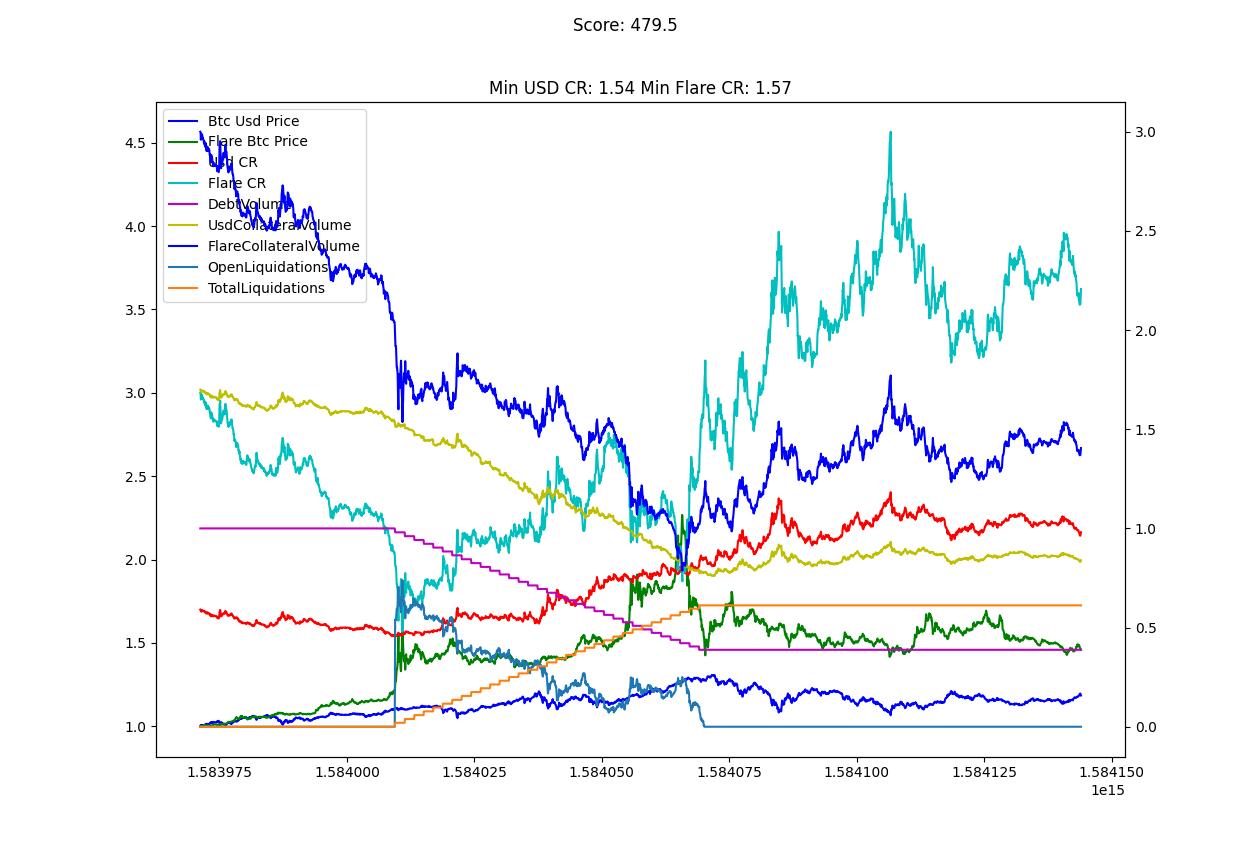 Score: 479.5
Min USD CR: 1.54 Min Flare CR: 1.57
Btc Usd Price
Flare Btc Price
Usd CR
Flare CR
DebtVolume
UsdCollateralVolume
FlareCollateralVolume
OpenLiquidations
TotalLiquidations
4.5
4.0
3.5
3.0
2.5
2.0
1.5
1.0
3.0
2.5
2.0
1.5
1.0
0.5
0.0
1.583975 1.584000 1.584025 1.584050 1.584075 1.584100 1.584125 1.584150
1e15